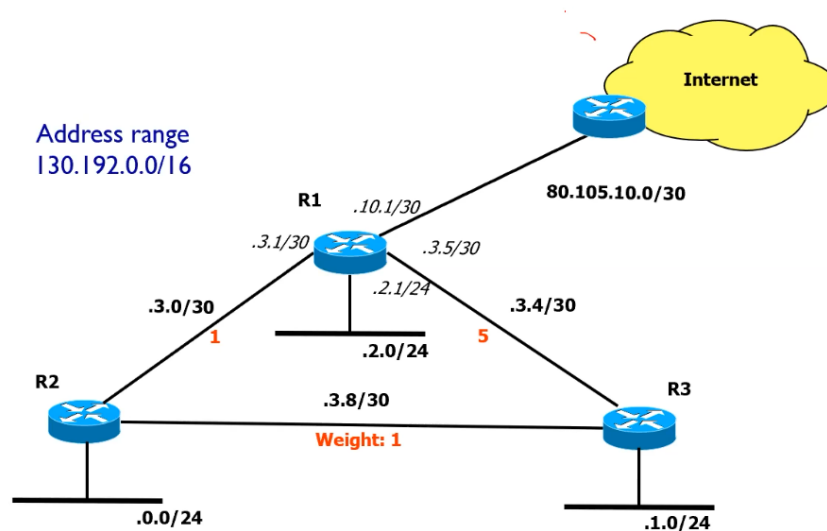 Internet
Address range
130.192.0.0/16
80.105.10.0/30
R1
.10.1/30
.3.1/30
.3.5/30
.2.1/24
.3.0/30
.3.4/30
1
5
.2.0/24
R2
R3
.3.8/30
Weight: 1
.0.0/24
.1.0/24